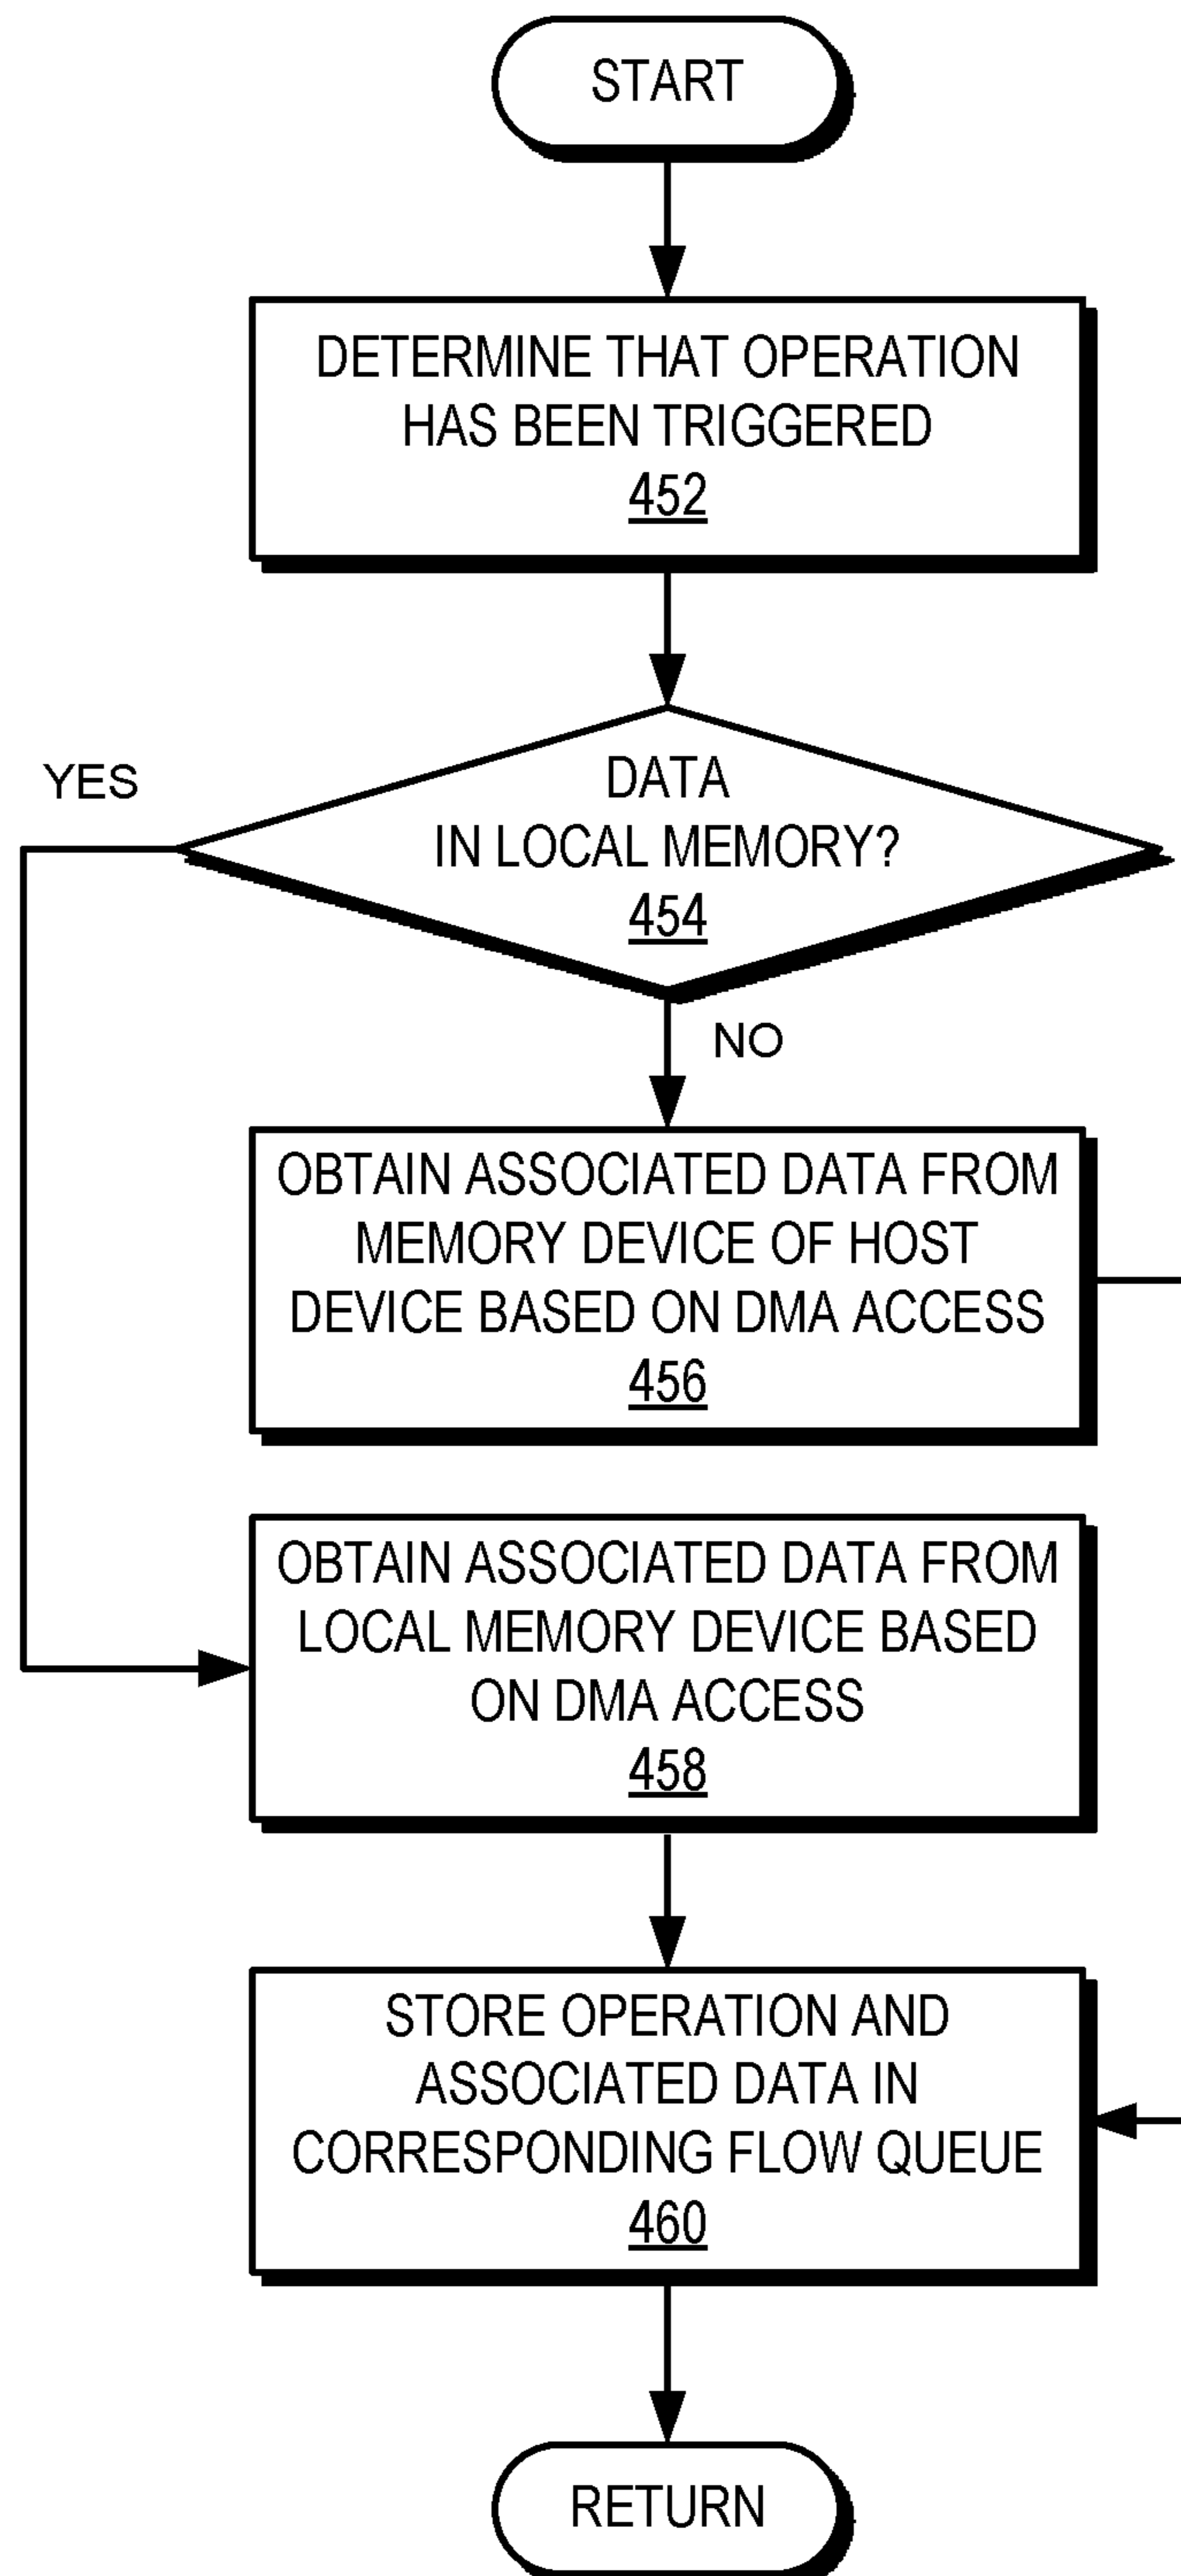 START
DETERMINE THAT OPERATION
HAS BEEN TRIGGERED
452
YES
DATA
IN LOCAL MEMORY?
454
NO
OBTAIN ASSOCIATED DATA FROM
MEMORY DEVICE OF HOST
DEVICE BASED ON DMA ACCESS
456
OBTAIN ASSOCIATED DATA FROM
LOCAL MEMORY DEVICE BASED
ON DMA ACCESS
458
STORE OPERATION AND
ASSOCIATED DATA IN
CORRESPONDING FLOW QUEUE
460
RETURN